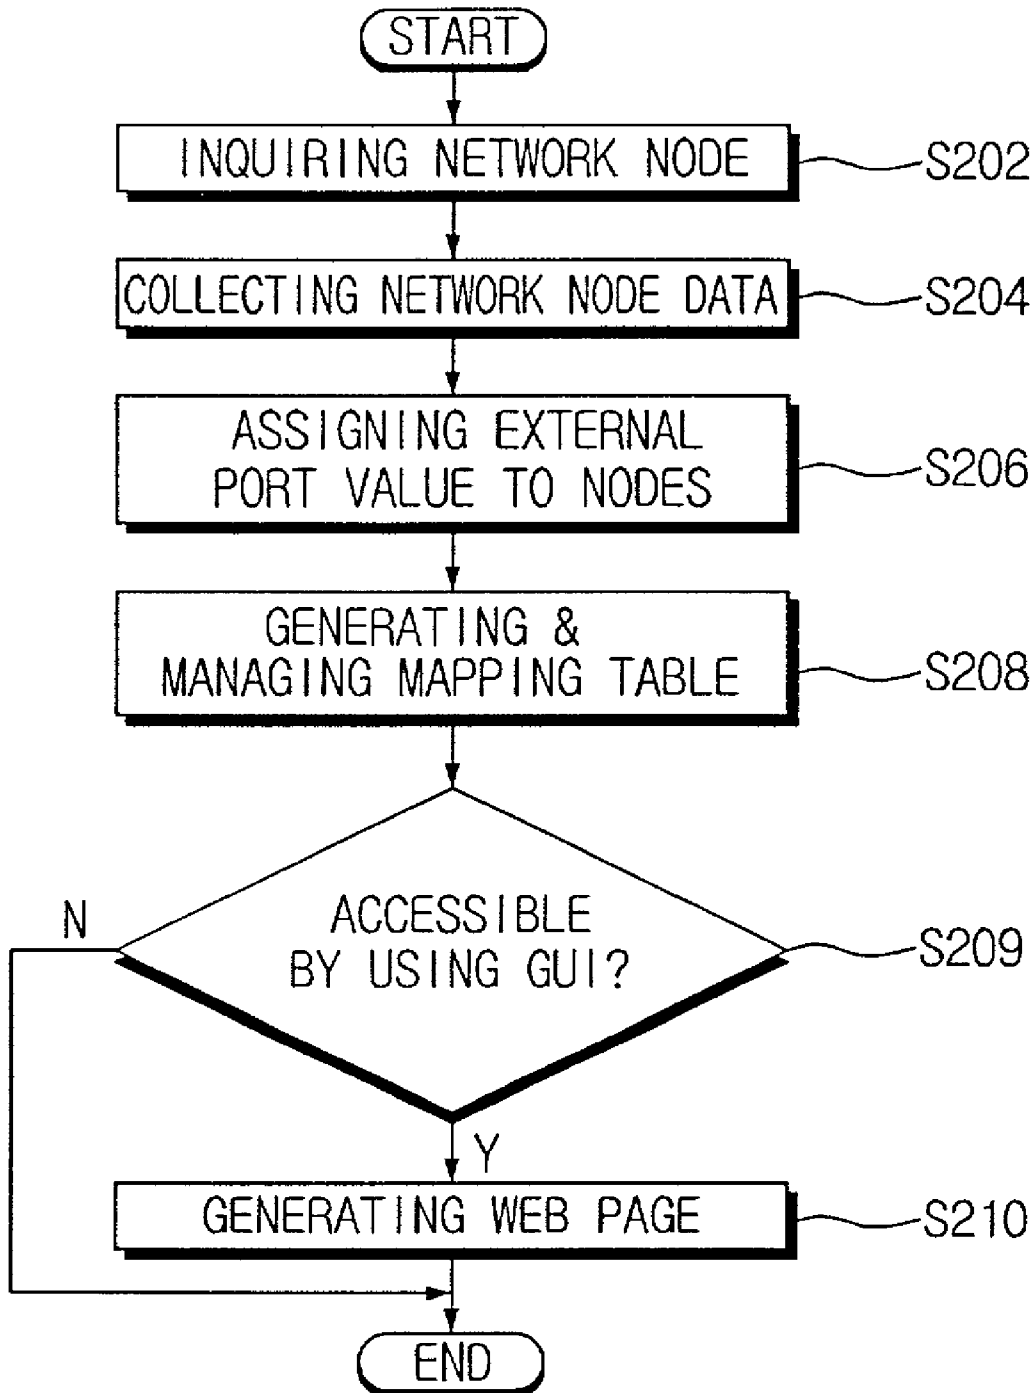 START
INQUIRING NETWORK NODE
S202
COLLECTING NETWORK NODE DATA
S204
ASSIGNING EXTERNAL
PORT VALUE TO NODES
S206
GENERATING &
MANAGING MAPPING TABLE
S208
N
ACCESSIBLE
BY USING GUI?
S209
Y
GENERATING WEB PAGE
S210
END